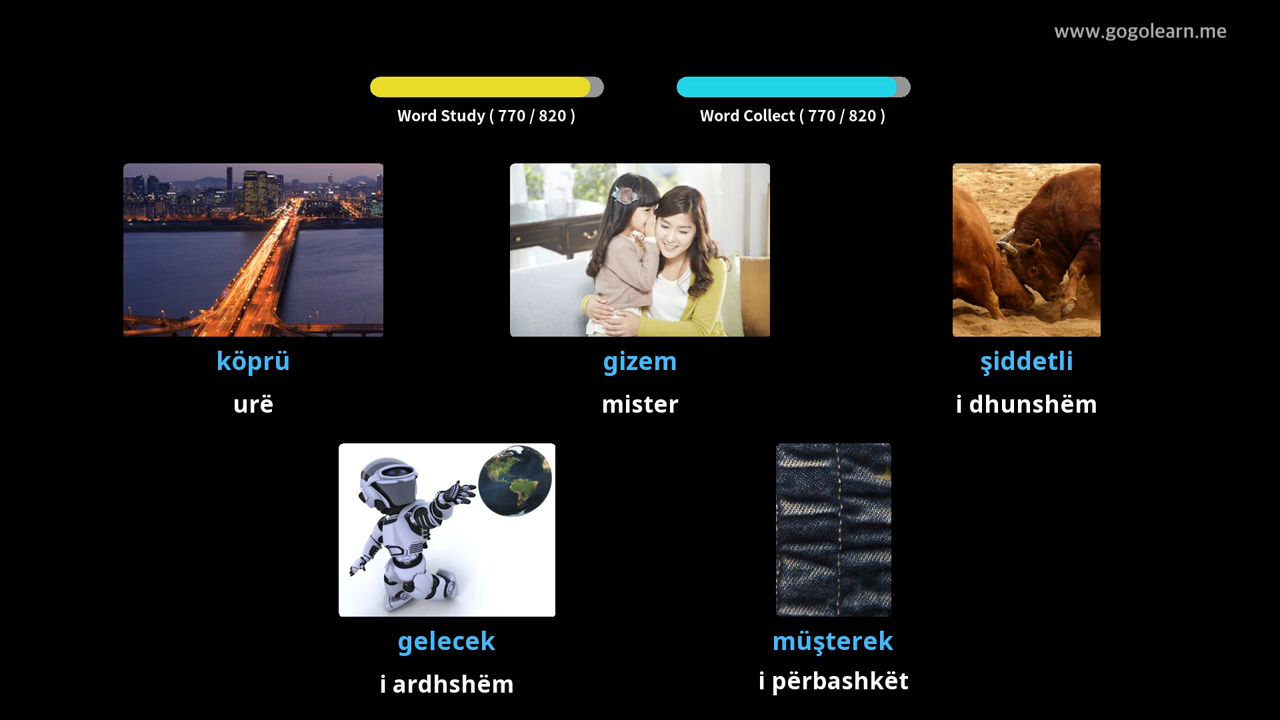 www.gogolearn.me
Word Study ( 770 / 820 )
Word Collect ( 770 / 820 )
köprü
gizem
şiddetli
urë
mister
i dhunshëm
gelecek
müşterek
i ardhshëm
i përbashkët